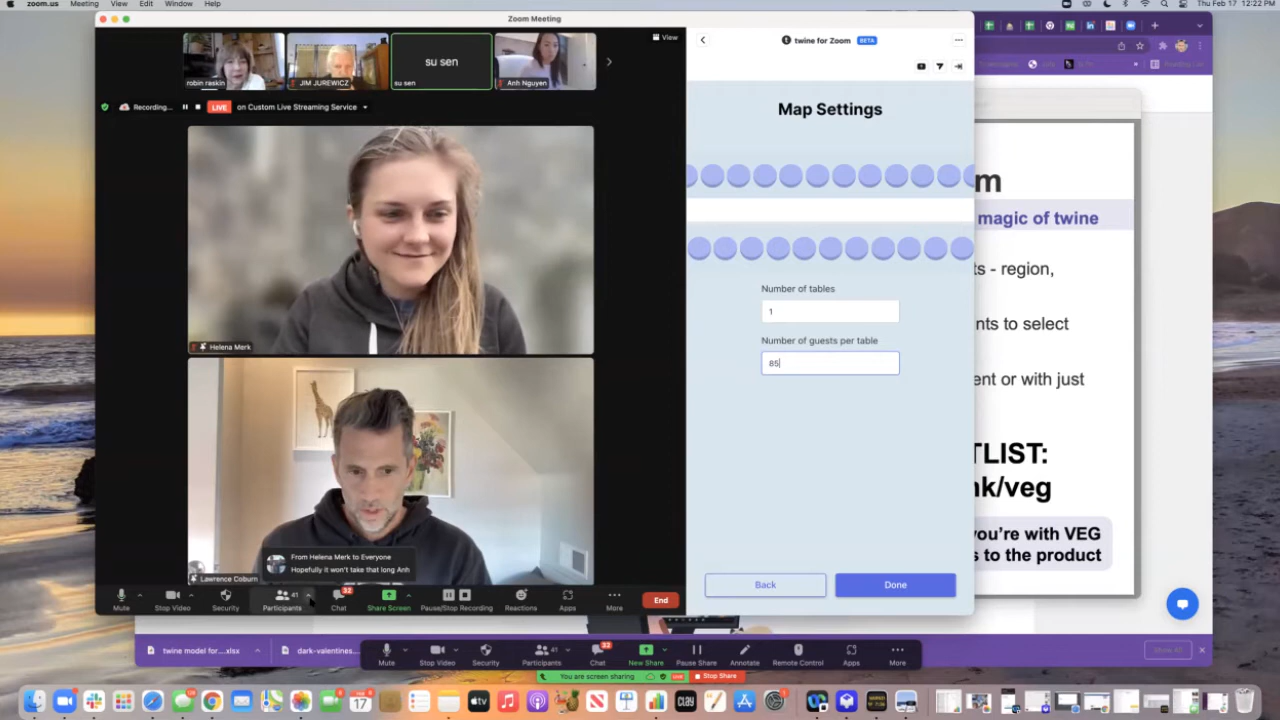 zoom.us Meeting View Edit Window Help
Thu Feb 17 12:22 PM
Zoom Meeting
View
robin raskin
JIM JUREWICZ
su sen
su sen
Anh Nguyen
Recording...
LIVE on Custom Live Streaming Service
Helena Merk
From Helena Merk to Everyone
Hopefully it won't take that long Anh
Lawrence Coburn
Mute
Stop Video
Security
41
Participants
32
Chat
Share Screen
Pause/Stop Recording
Reactions
Apps
More
End
twine for Zoom BETA
Map Settings
Number of tables
1
Number of guests per table
85
Back
Done
m
magic of twine
ts - region,
nts to select
ent or with just
TLIST:
nk/veg
you're with VEG
s to the product
twine model for....xlsx
dark-valentines...
Show All
Mute
Stop Video
Security
41
Participants
32
Chat
New Share
Pause Share
Annotate
Remote Control
Apps
More
You are screen sharing
LIVE
Stop Share
17
CLAY